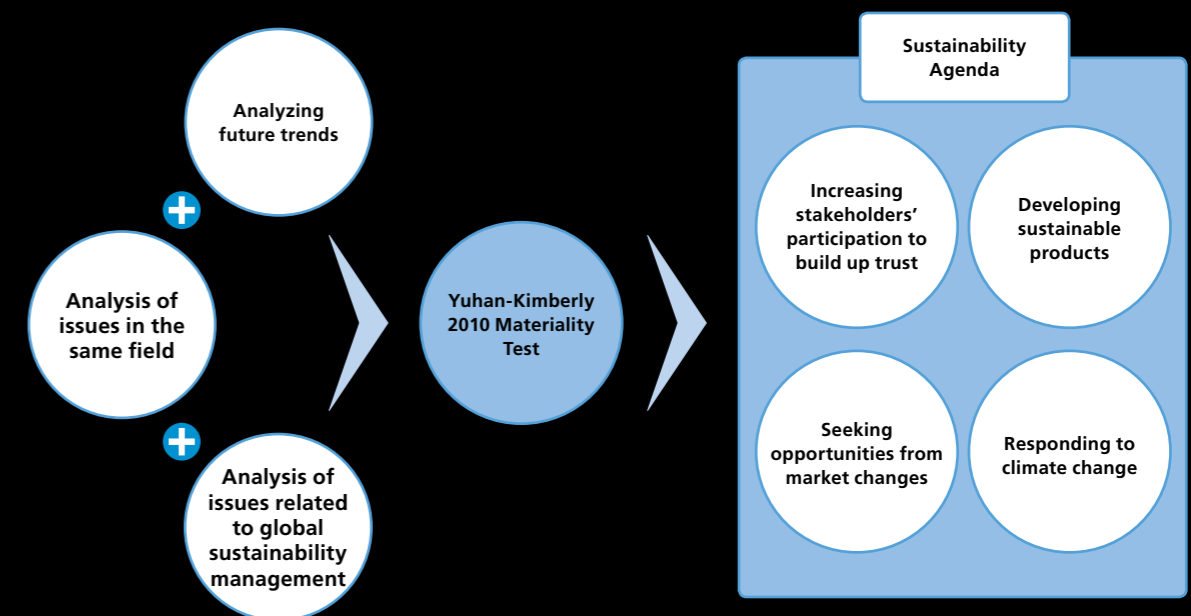 Analyzing
future trends
Analysis of
issues in the
same field
Analysis of
issues related
to global
sustainability
management
Yuhan-Kimberly
2010 Materiality
Test
Sustainability
Agenda
Increasing
stakeholders’
participation to
build up trust
Developing
sustainable
products
Seeking
opportunities from
market changes
Responding to
climate change